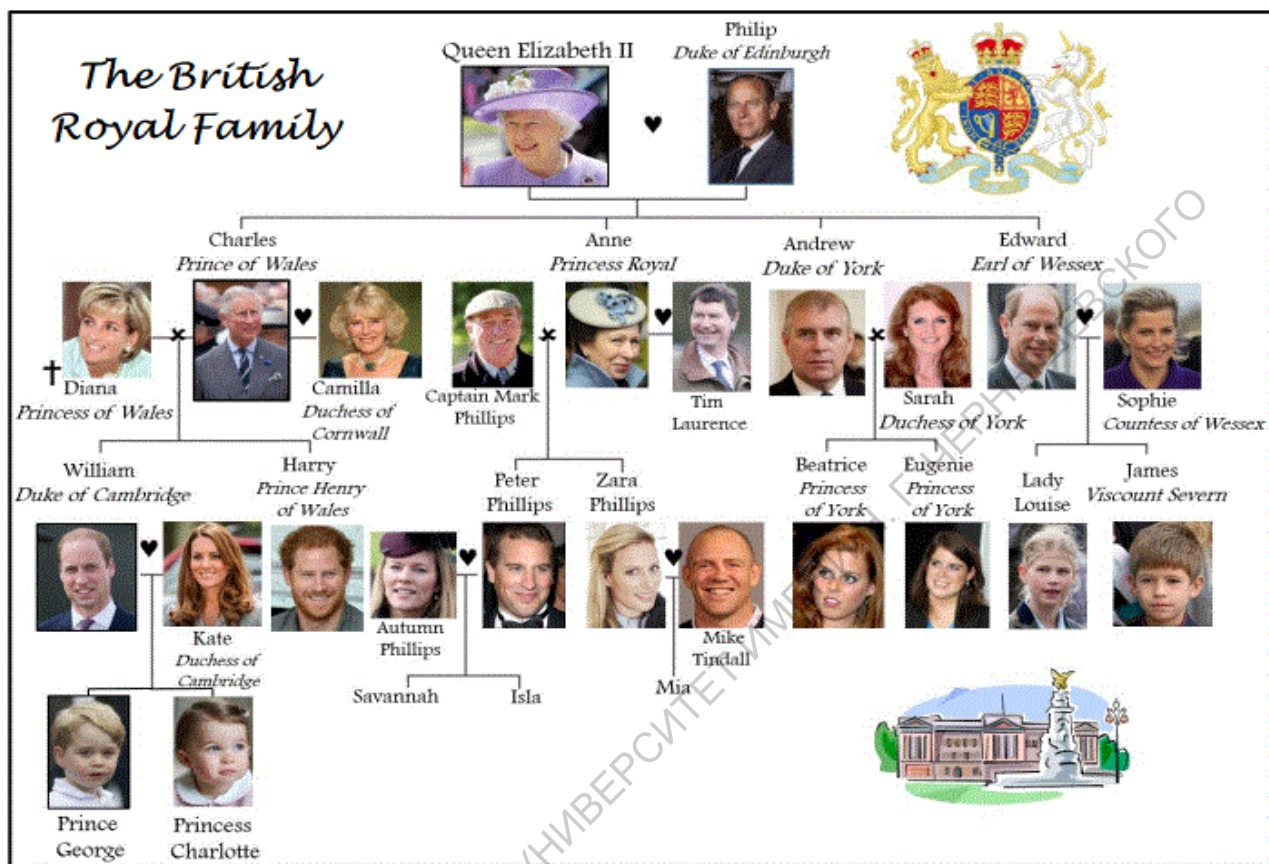 The British
Royal Family
Queen Elizabeth II
Philip
Duke of Edinburgh
Charles
Prince of Wales
Anne
Princess Royal
Andrew
Duke of York
Edward
Earl of Wessex
Diana
Princess of Wales
Camilla
Duchess of
Cornwall
Captain Mark
Phillips
Tim
Laurence
Sarah
Duchess of York
Sophie
Countess of Wessex
William
Duke of Cambridge
Harry
Prince Henry
of Wales
Peter
Phillips
Zara
Phillips
Beatrice
Princess
of York
Eugenie
Princess
of York
Lady
Louise
James
Viscount Severn
Kate
Duchess of
Cambridge
Autumn
Phillips
Mike
Tindall
Savannah
Isla
Mia
Prince
George
Princess
Charlotte
УНИВЕРСИТЕТ ИМЕНИ